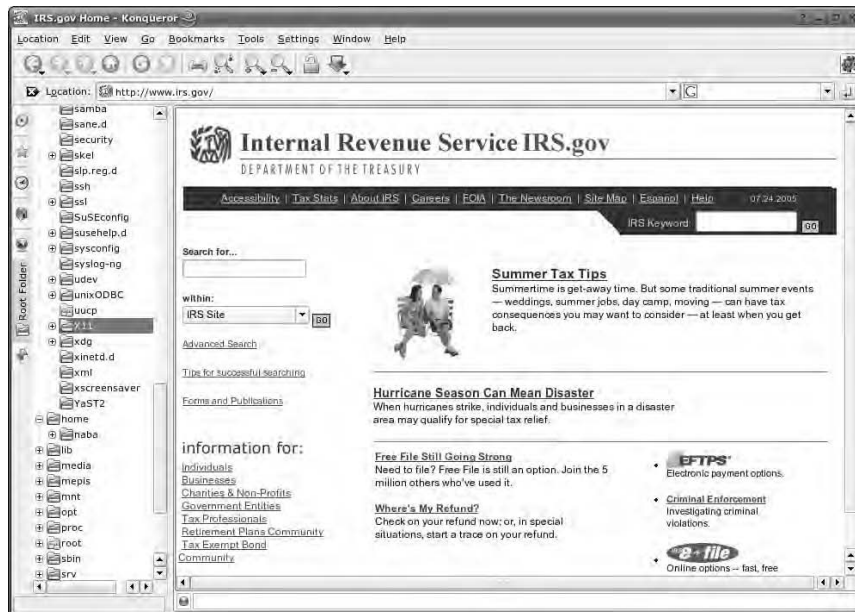 IRS.gov Home - Konqueror
Location Edit View Go Bookmarks Tools Settings Window Help
Location: http://www.irs.gov/
Root Folder
samba
sane.d
security
skel
slp.reg.d
ssh
ssl
SuSEconfig
susehelp.d
sysconfig
syslog-ng
udev
unixODBC
uucp
X11
xdg
xinetd.d
xml
xscreensaver
YaST2
home
naba
lib
media
mepis
mnt
opt
proc
root
sbin
srv
Internal Revenue Service IRS.gov
DEPARTMENT OF THE TREASURY
Accessibility | Tax Stats | About IRS | Careers | FOIA | The Newsroom | Site Map | Espanol | Help 07.24.2005
IRS Keyword GO
Search for...
within:
IRS Site GO
Advanced Search
Tips for successful searching
Forms and Publications
information for:
Individuals
Businesses
Charities & Non-Profits
Government Entities
Tax Professionals
Retirement Plans Community
Tax Exempt Bond
Community
Summer Tax Tips
Summertime is get-away time. But some traditional summer events
— weddings, summer jobs, day camp, moving — can have tax
consequences you may want to consider — at least when you get
back.
Hurricane Season Can Mean Disaster
When hurricanes strike, individuals and businesses in a disaster
area may qualify for special tax relief.
Free File Still Going Strong
Need to file? Free File is still an option. Join the 5
million others who've used it.
Where's My Refund?
Check on your refund now; or, in special
situations, start a trace on your refund.
EFTPS
Electronic payment options.
Criminal Enforcement
Investigating criminal
violations.
e-file
Online options -- fast, free